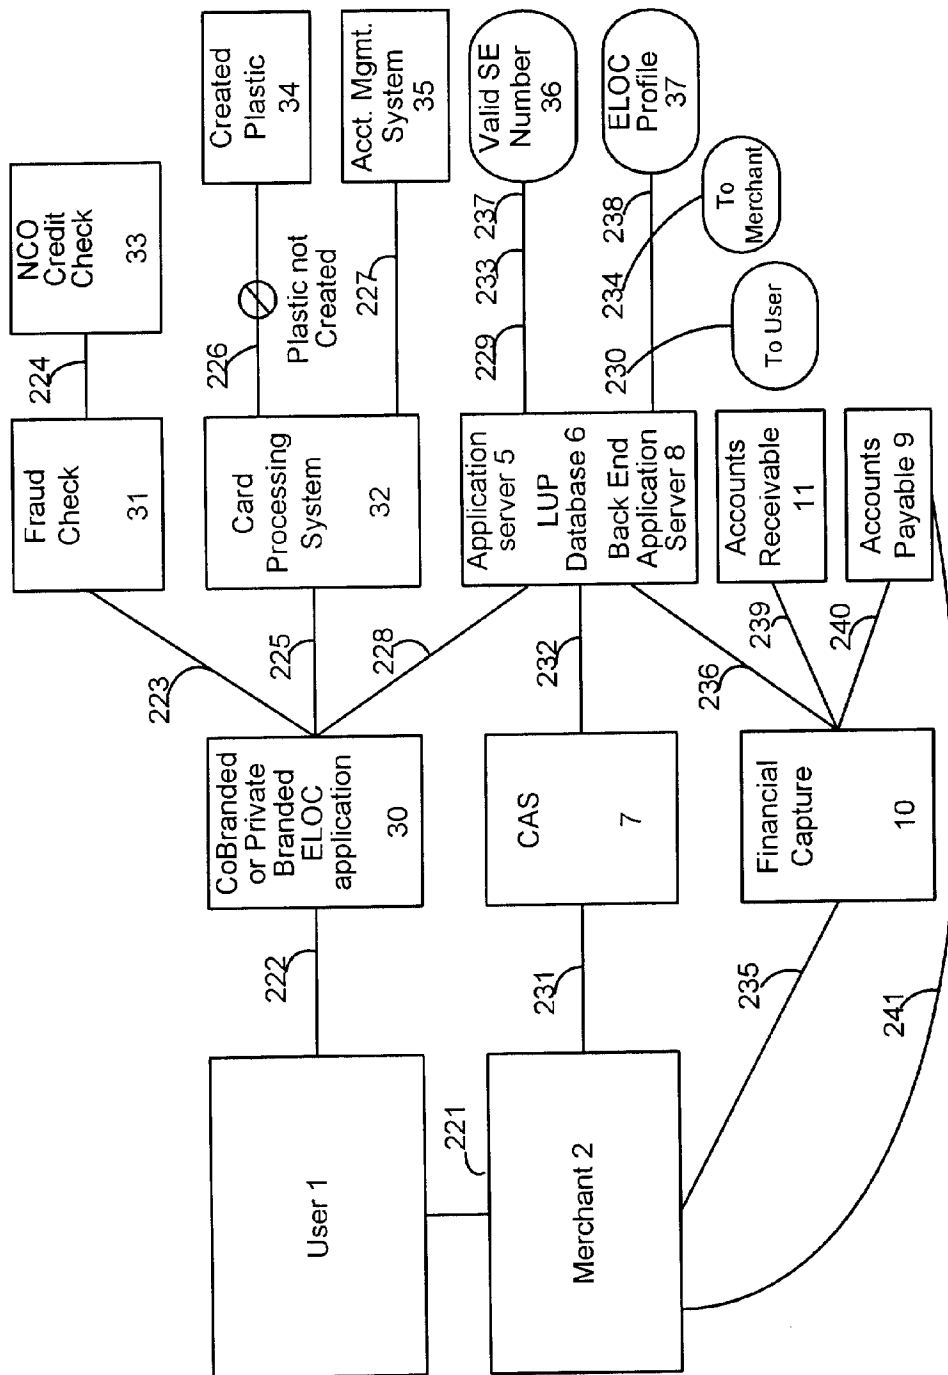 NCO
Credit
Check
33
224
Fraud
Check
31
223
Created
Plastic
34
226
Plastic not
Created
Acct. Mgmt.
System
35
227
Card
Processing
System
32
225
CoBranded
or Private
Branded
ELOC
application
30
222
User 1
221
228
Valid SE
Number
36
229
233
237
ELOC
Profile
37
230
234
238
To
Merchant
To User
Application
server 5
LUP
Database 6
Back End
Application
Server 8
232
CAS
7
231
Merchant 2
236
Accounts
Receivable
11
239
Accounts
Payable 9
240
Financial
Capture
10
235
241